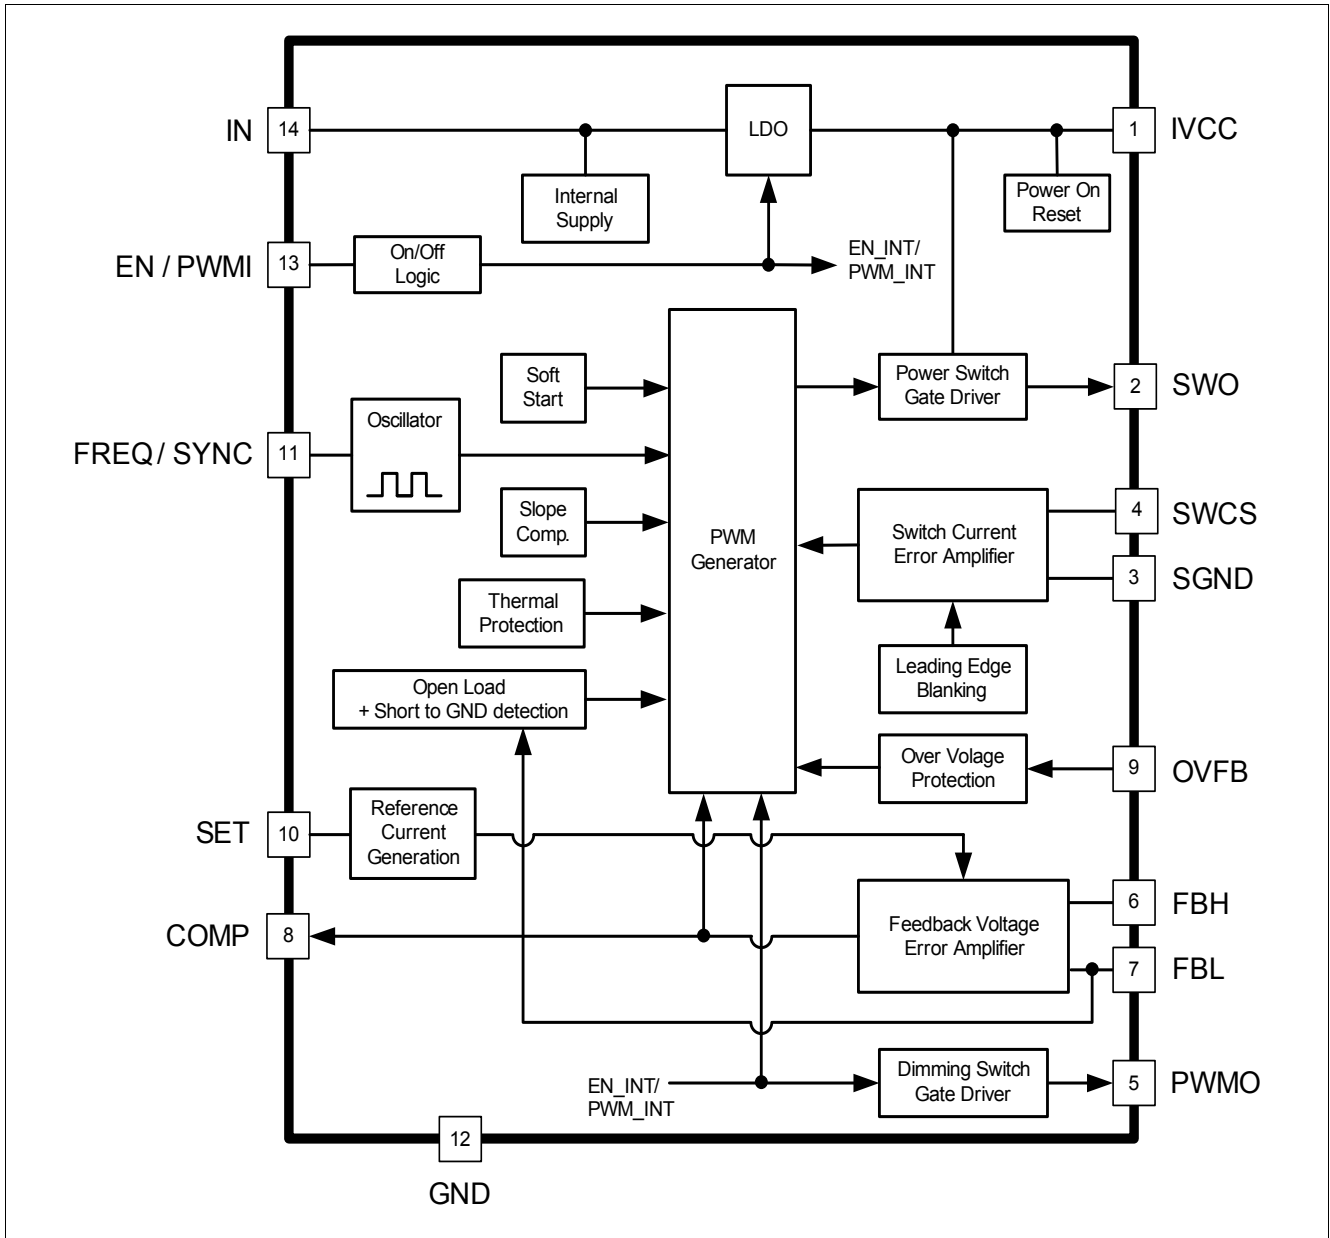 IN
14
LDO
1
IVCC
Internal
Supply
Power On
Reset
EN / PWMI
13
On/Off
Logic
EN_INT/
PWM_INT
Soft
Start
Power Switch
Gate Driver
2
SWO
FREQ / SYNC
11
Oscillator
Slope
Comp.
PWM
Generator
Switch Current
Error Amplifier
4
SWCS
3
SGND
Thermal
Protection
Leading Edge
Blanking
Open Load
+ Short to GND detection
Over Volage
Protection
9
OVFB
SET
10
Reference
Current
Generation
COMP
8
Feedback Voltage
Error Amplifier
6
FBH
7
FBL
EN_INT/
PWM_INT
Dimming Switch
Gate Driver
5
PWMO
12
GND